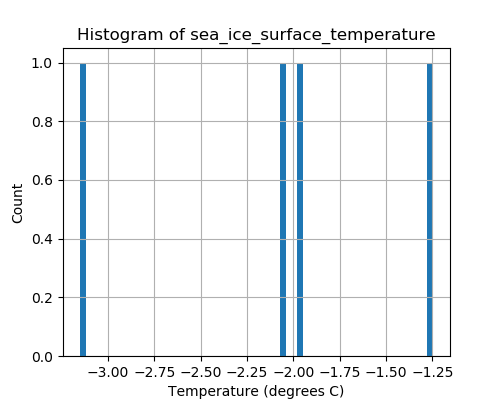 Histogram of sea_ice_surface_temperature
1.0
0.8
0.6
0.4
0.2
0.0
Count
−3.00 −2.75 −2.50 −2.25 −2.00 −1.75 −1.50 −1.25
Temperature (degrees C)